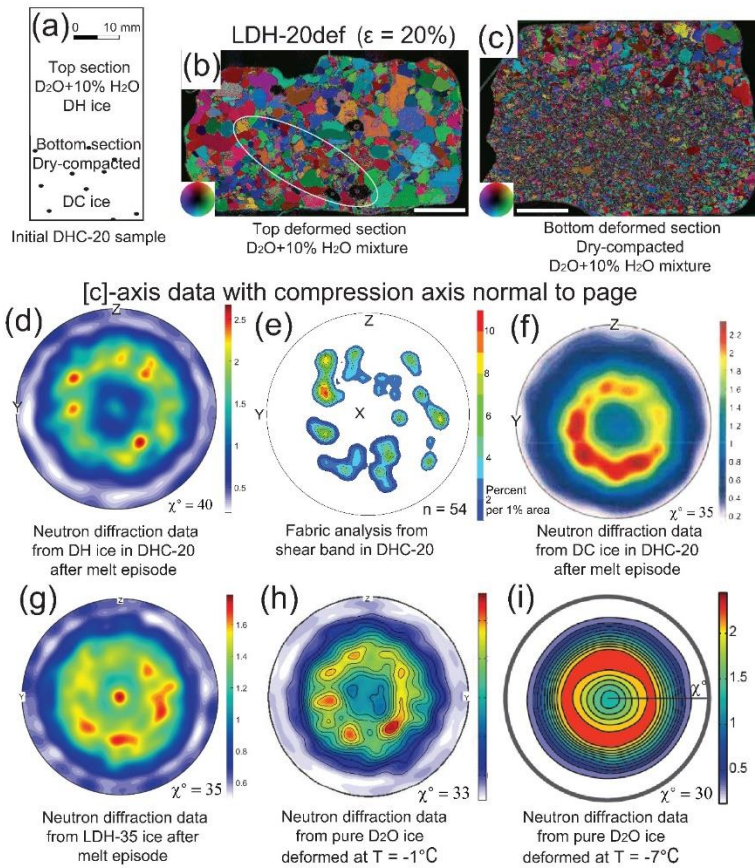 (a)
0 10 mm
Top section
D2O+10% H2O
DH ice
Bottom section
Dry-compacted
DC ice
Initial DHC-20 sample
LDH-20def (ε = 20%)
(b)
Top deformed section
D2O+10% H2O mixture
(c)
Bottom deformed section
Dry-compacted
D2O+10% H2O mixture
[c]-axis data with compression axis normal to page
(d)
Z
Y
2.5
2
1.5
1
0.5
χ° = 40
Neutron diffraction data
from DH ice in DHC-20
after melt episode
(e)
Z
Y
X
n = 54
10
8
6
4
2
Percent
per 1% area
Fabric analysis from
shear band in DHC-20
(f)
Z
Y
2.2
2
1.8
1.6
1.4
1.2
1
0.8
0.6
0.4
0.2
χ° = 35
Neutron diffraction data
from DC ice in DHC-20
after melt episode
(g)
Z
Y
1.6
1.4
1.2
1
0.8
0.6
χ° = 35
Neutron diffraction data
from LDH-35 ice after
melt episode
(h)
Z
Y
χ° = 33
Neutron diffraction data
from pure D2O ice
deformed at T = -1°C
(i)
χ°
2
1.5
1
0.5
χ° = 30
Neutron diffraction data
from pure D2O ice
deformed at T = -7°C